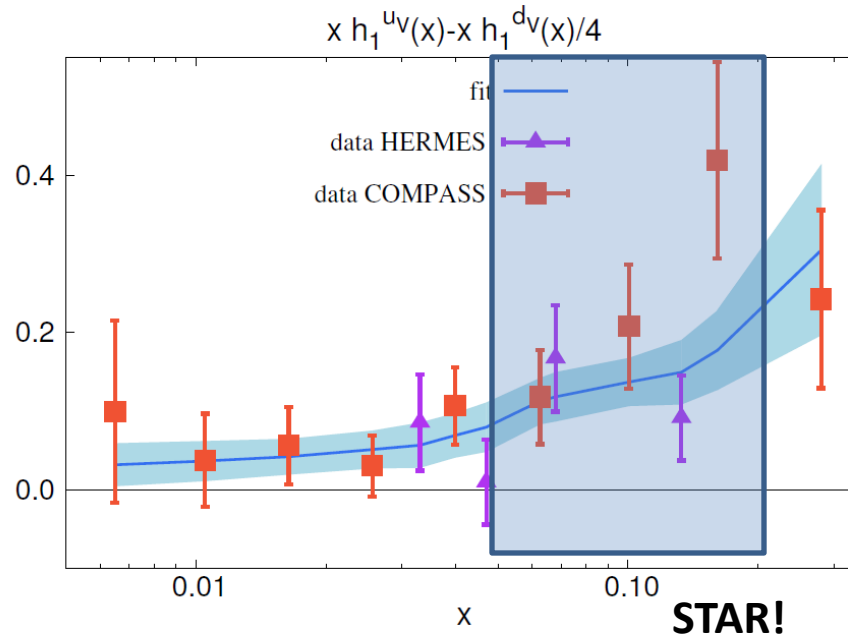 x h₁ᵘⱽ(x)-x h₁ᵈⱽ(x)/4
fit
data HERMES
data COMPASS
0.4
0.2
0.0
0.01
0.10
x
STAR!